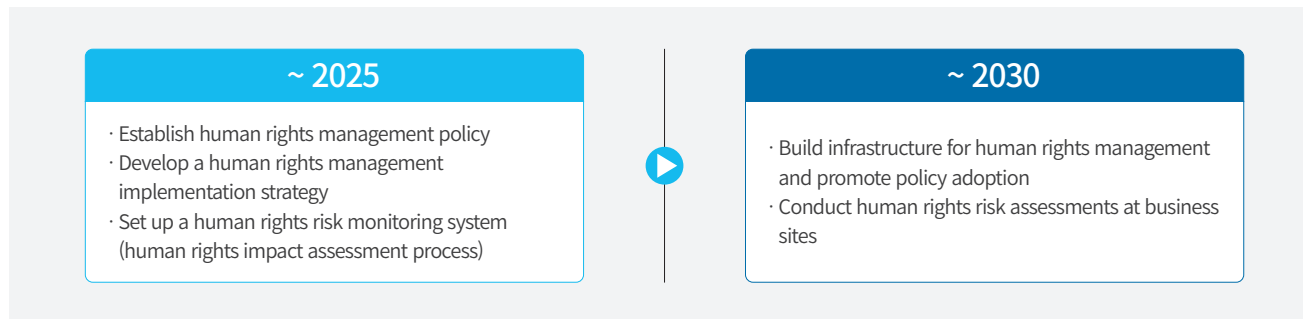 ~ 2025
· Establish human rights management policy
· Develop a human rights management
implementation strategy
· Set up a human rights risk monitoring system
(human rights impact assessment process)
~ 2030
· Build infrastructure for human rights management
and promote policy adoption
· Conduct human rights risk assessments at business
sites